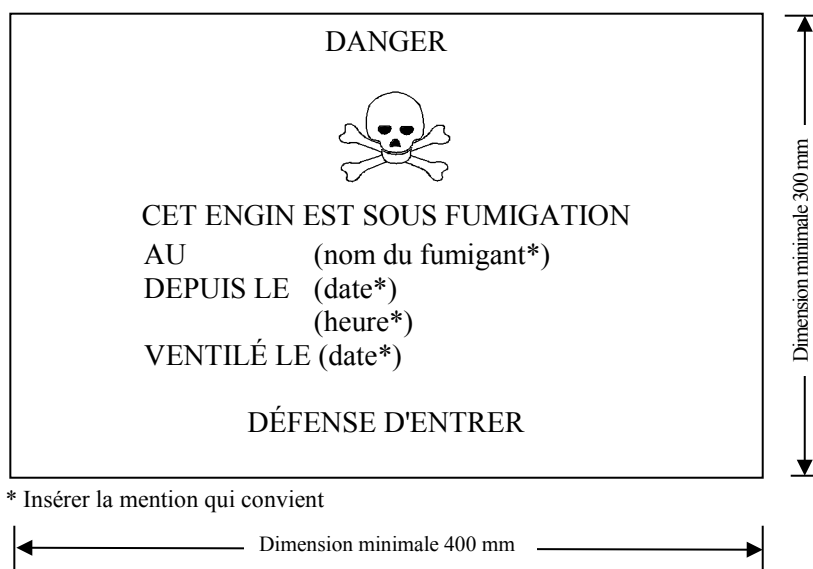 DANGER
CET ENGIN EST SOUS FUMIGATION
AU (nom du fumigant*)
DEPUIS LE (date*)
(heure*)
VENTILÉ LE (date*)
DÉFENSE D'ENTRER
Dimension minimale 300 mm
* Insérer la mention qui convient
Dimension minimale 400 mm